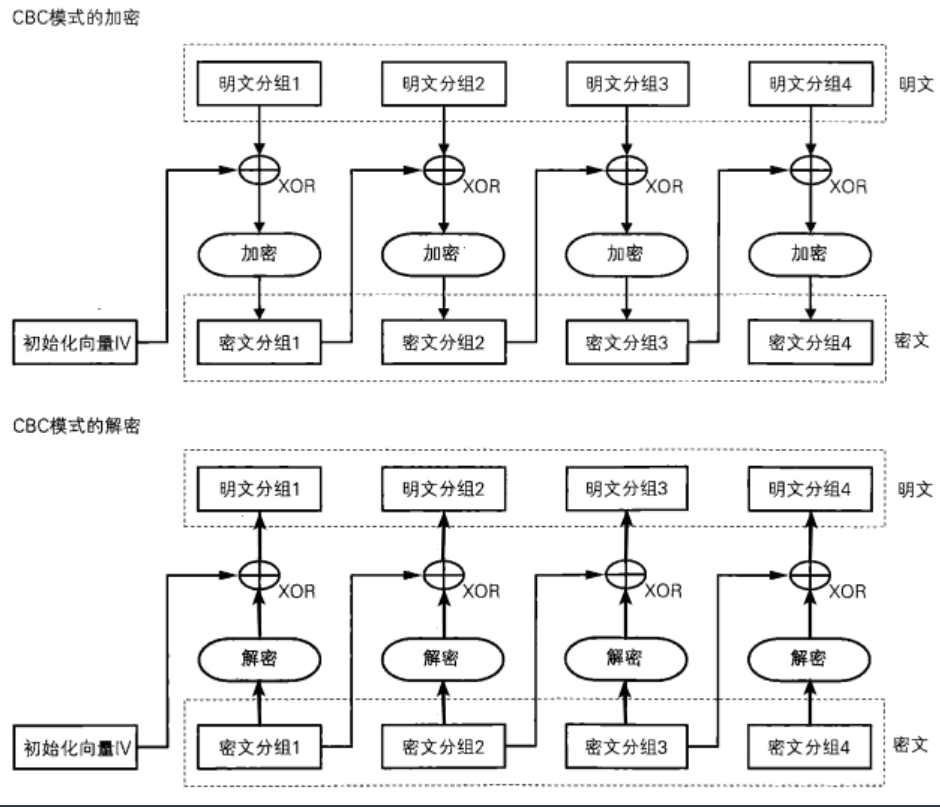 CBC模式的加密
明文分组1 明文分组2 明文分组3 明文分组4 明文
XOR XOR XOR XOR
加密 加密 加密 加密
初始化向量IV 密文分组1 密文分组2 密文分组3 密文分组4 密文
CBC模式的解密
明文分组1 明文分组2 明文分组3 明文分组4 明文
XOR XOR XOR XOR
解密 解密 解密 解密
初始化向量IV 密文分组1 密文分组2 密文分组3 密文分组4 密文